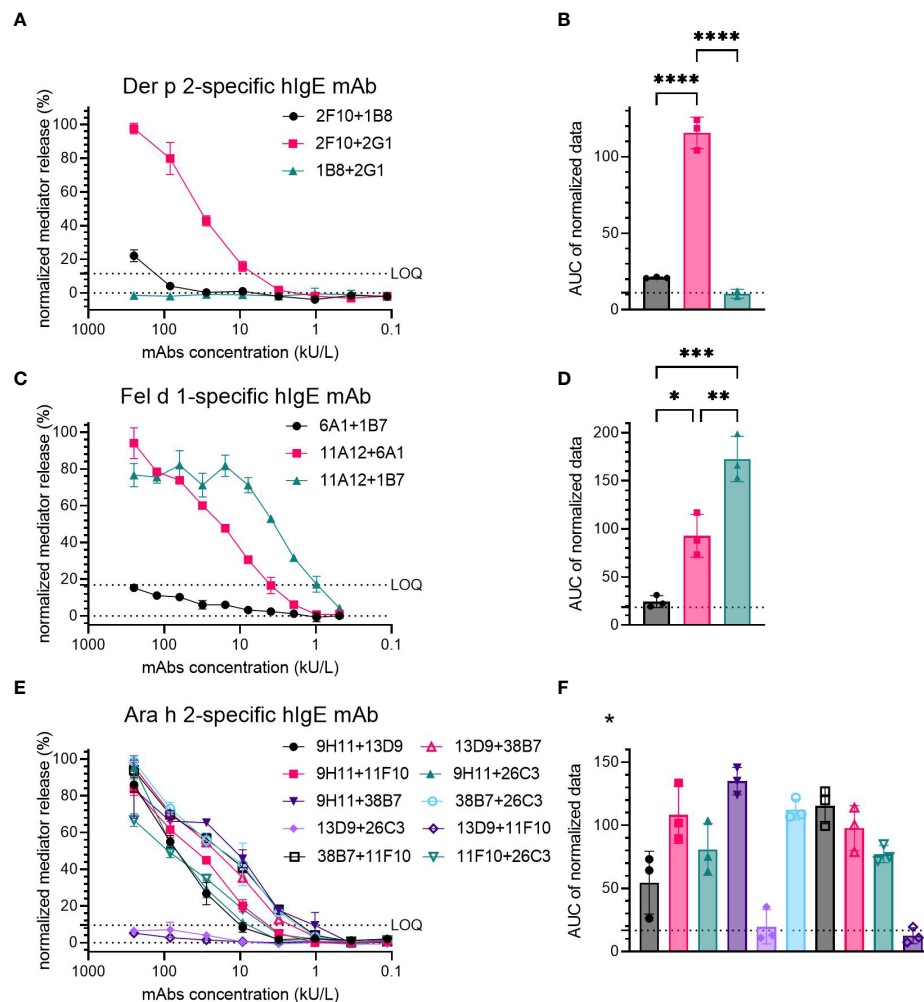 A
Der p 2-specific hIgE mAb
normalized mediator release (%)
100
80
60
40
20
0
2F10+1B8
2F10+2G1
1B8+2G1
LOQ
1000
100
10
1
0.1
mAbs concentration (kU/L)
B
****
****
AUC of normalized data
100
50
0
C
Fel d 1-specific hIgE mAb
normalized mediator release (%)
100
80
60
40
20
0
6A1+1B7
11A12+6A1
11A12+1B7
LOQ
1000
100
10
1
0.1
mAbs concentration (kU/L)
D
***
* **
AUC of normalized data
200
150
100
50
0
E
Ara h 2-specific hIgE mAb
normalized mediator release (%)
100
80
60
40
20
0
9H11+13D9 13D9+38B7
9H11+11F10 9H11+26C3
9H11+38B7 38B7+26C3
13D9+26C3 13D9+11F10
38B7+11F10 11F10+26C3
LOQ
1000
100
10
1
0.1
mAbs concentration (kU/L)
F
*
AUC of normalized data
150
100
50
0